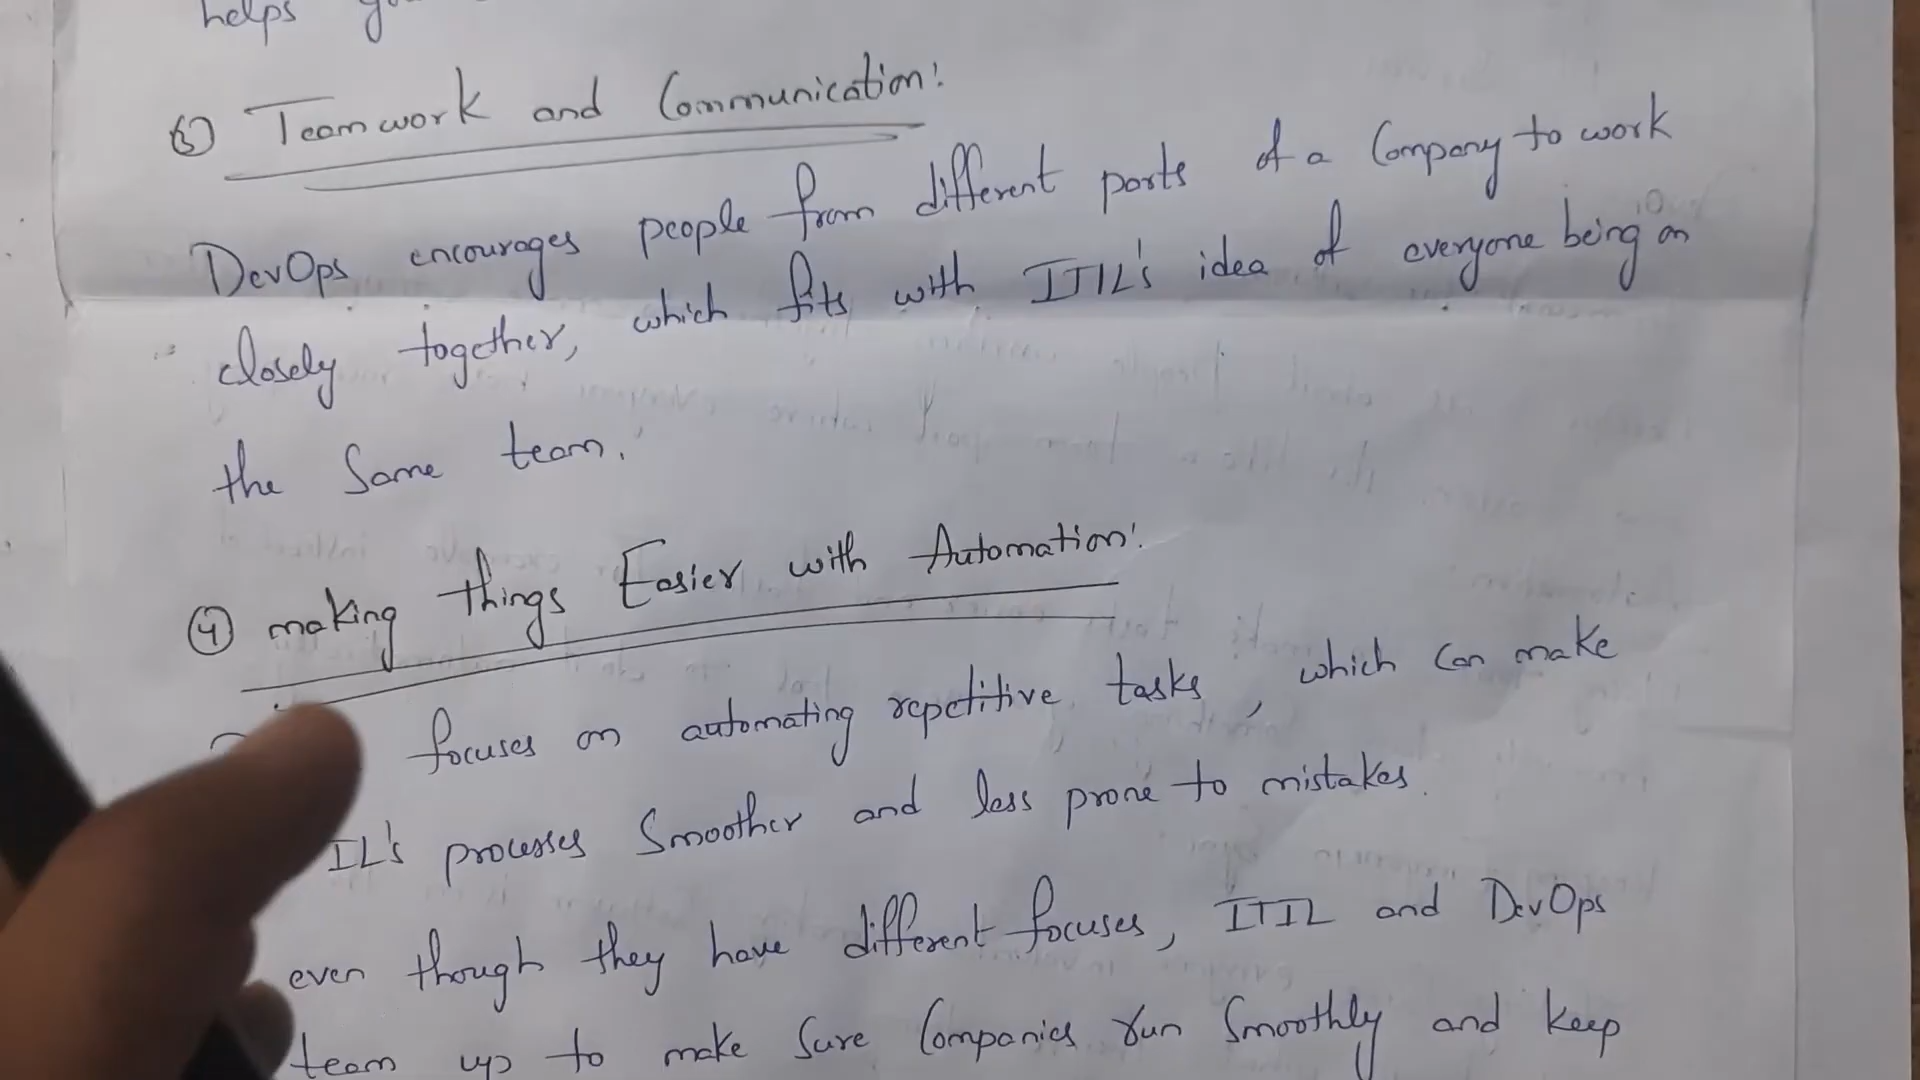 helps
③ Teamwork and Communication:
DevOps encourages people from different parts of a Company to work
closely together, which fits with ITIL's idea of everyone being on
the Same team.
④ making things Easier with Automation:
focuses on automating repetitive tasks, which can make
IL's processes Smoother and less prone to mistakes.
even though they have different focuses, ITIL and DevOps
team up to make Sure Companies run Smoothly and keep